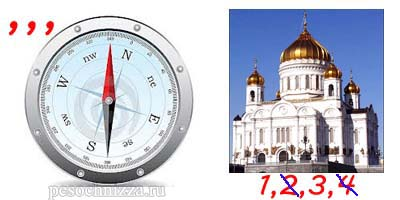 ,,,
N
nw
ne
W
E
sw
se
S
1,2,3,4
pesochnizza.ru